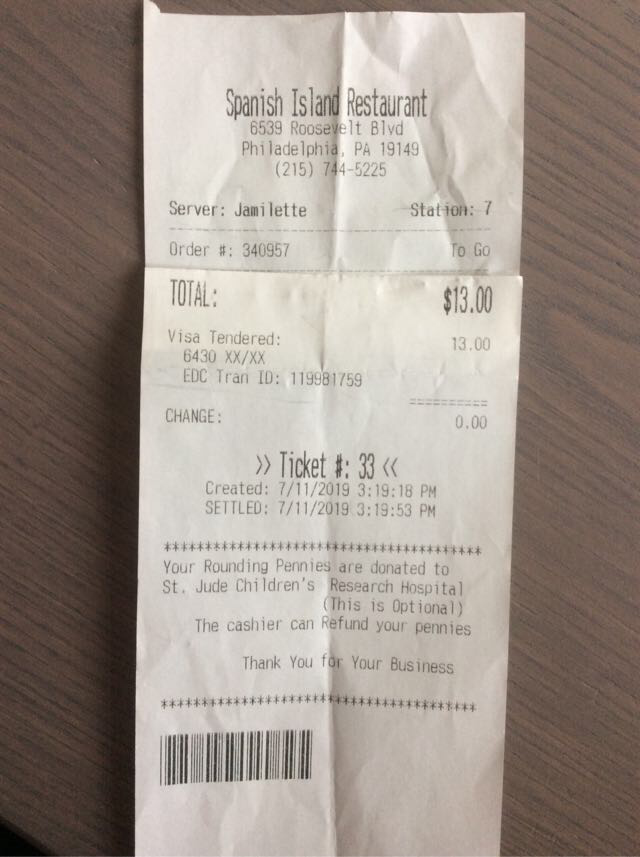 Spanish Island Restaurant
6539 Roosevelt Blvd
Philadelphia, PA 19149
(215) 744-5225
Server: Jamilette Station: 7
Order #: 340957 To Go
TOTAL: $13.00
Visa Tendered: 13.00
6430 XX/XX
EDC Tran ID: 119981759
==========
CHANGE: 0.00
>> Ticket #: 33 <<
Created: 7/11/2019 3:19:18 PM
SETTLED: 7/11/2019 3:19:53 PM
****************************************
Your Rounding Pennies are donated to
St. Jude Children's Research Hospital
(This is Optional)
The cashier can Refund your pennies
Thank You for Your Business
****************************************